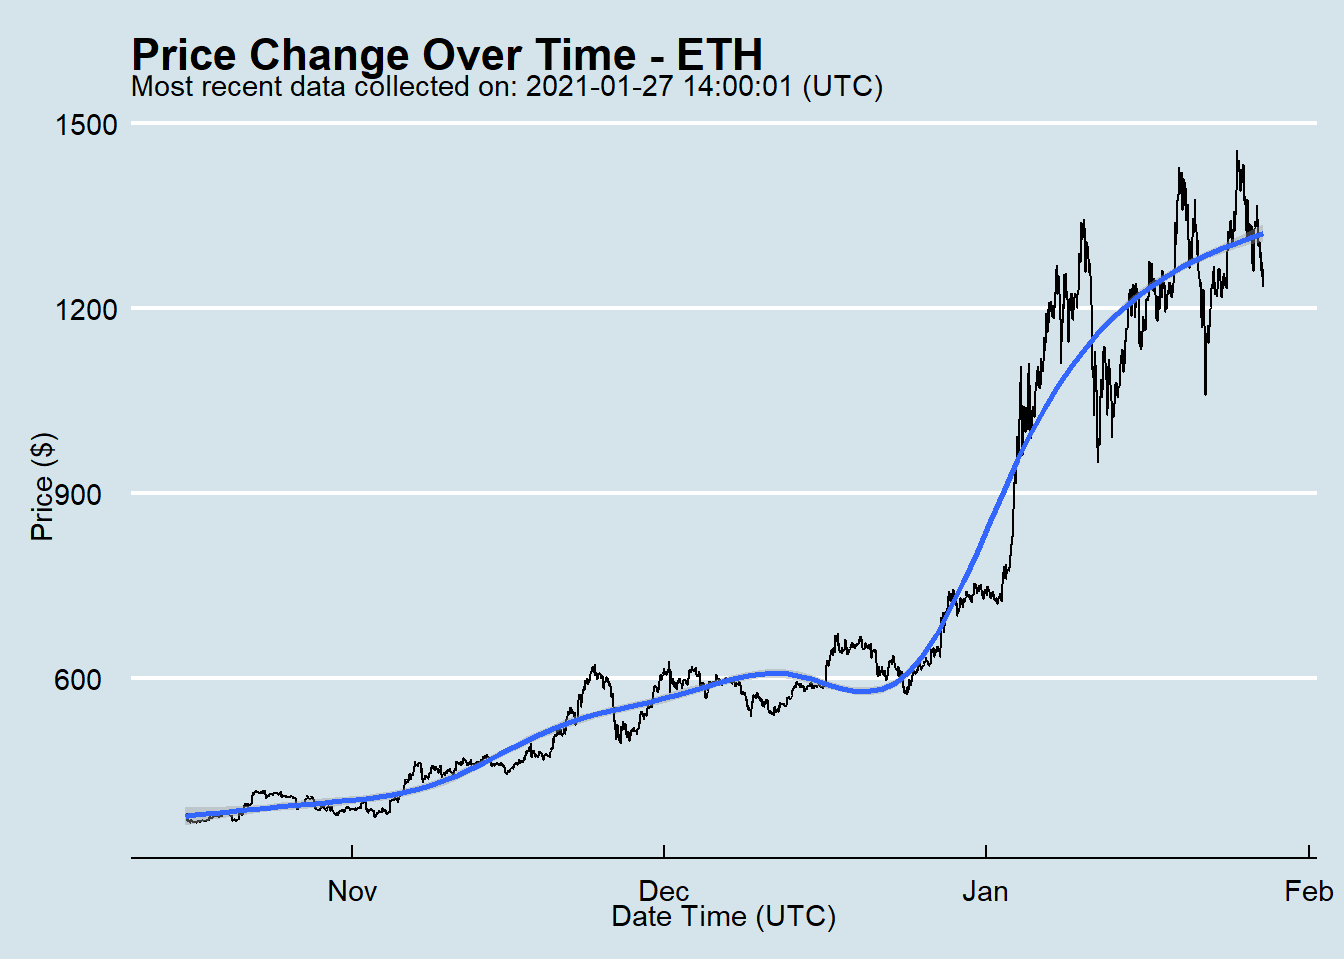 Price Change Over Time - ETH
Most recent data collected on: 2021-01-27 14:00:01 (UTC)
1500
1200
900
600
Price ($)
Nov Dec Jan Feb
Date Time (UTC)